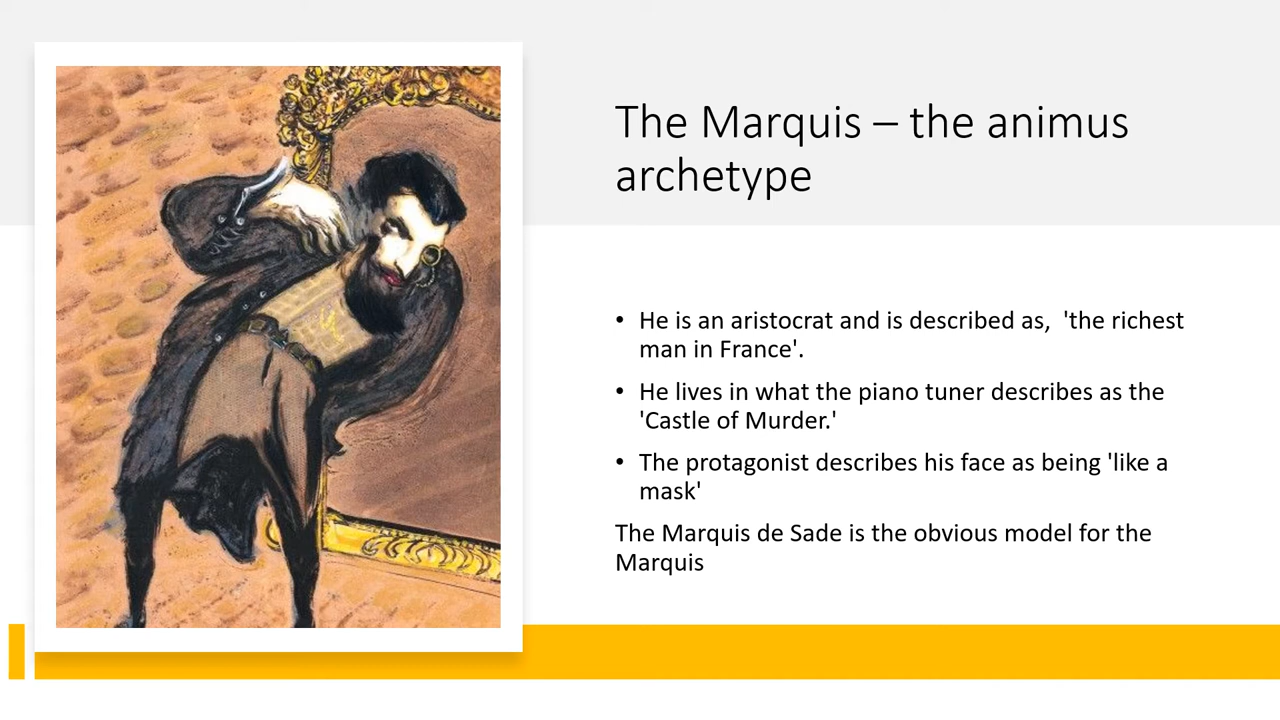 The Marquis – the animus
archetype
• He is an aristocrat and is described as,  'the richest
man in France'.
• He lives in what the piano tuner describes as the
'Castle of Murder.'
• The protagonist describes his face as being 'like a
mask'
The Marquis de Sade is the obvious model for the
Marquis